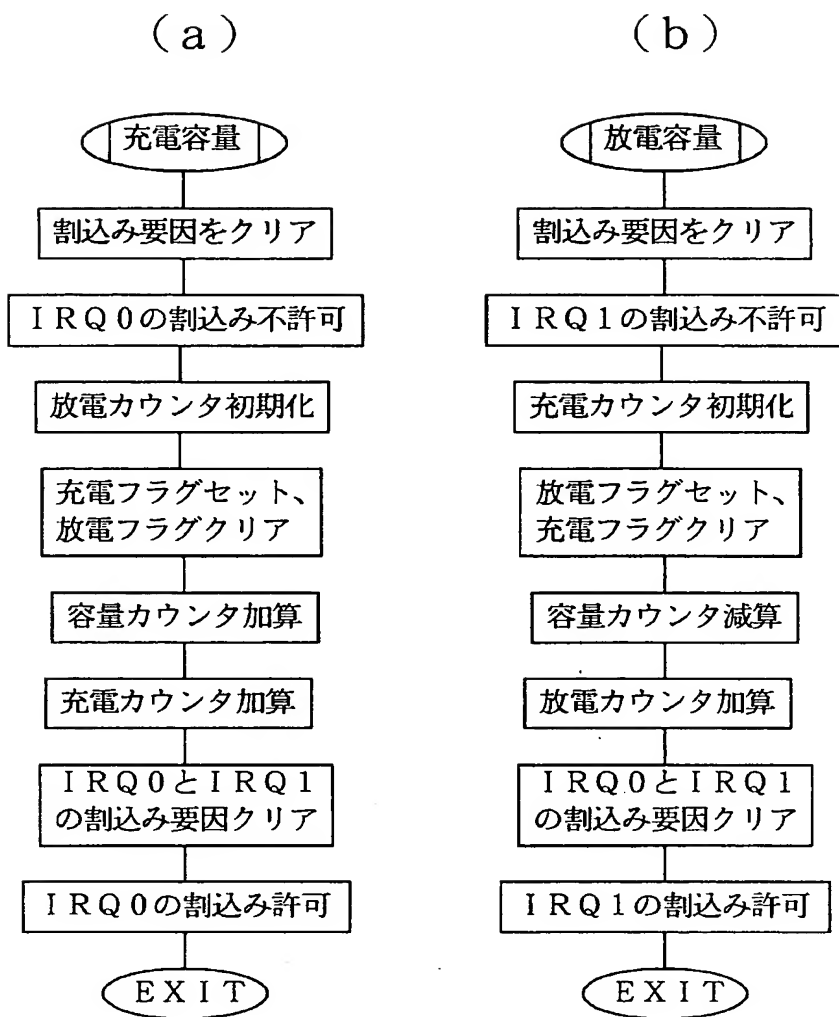 (a)
充電容量
割込み要因をクリア
IRQ0の割込み不許可
放電カウンタ初期化
充電フラグセット、
放電フラグクリア
容量カウンタ加算
充電カウンタ加算
IRQ0とIRQ1
の割込み要因クリア
IRQ0の割込み許可
EXIT
(b)
放電容量
割込み要因をクリア
IRQ1の割込み不許可
充電カウンタ初期化
放電フラグセット、
充電フラグクリア
容量カウンタ減算
放電カウンタ加算
IRQ0とIRQ1
の割込み要因クリア
IRQ1の割込み許可
EXIT